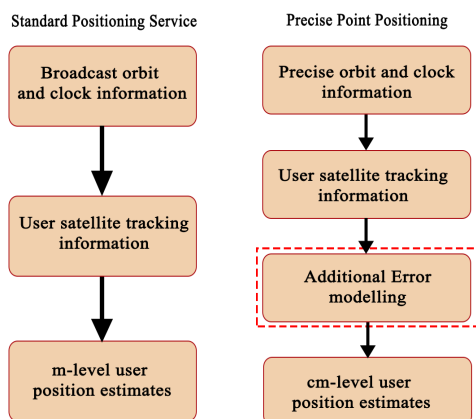 Standard Positioning Service
Broadcast orbit
and clock information
User satellite tracking
information
m-level user
position estimates
Precise Point Positioning
Precise orbit and clock
information
User satellite tracking
information
Additional Error
modelling
cm-level user
position estimates